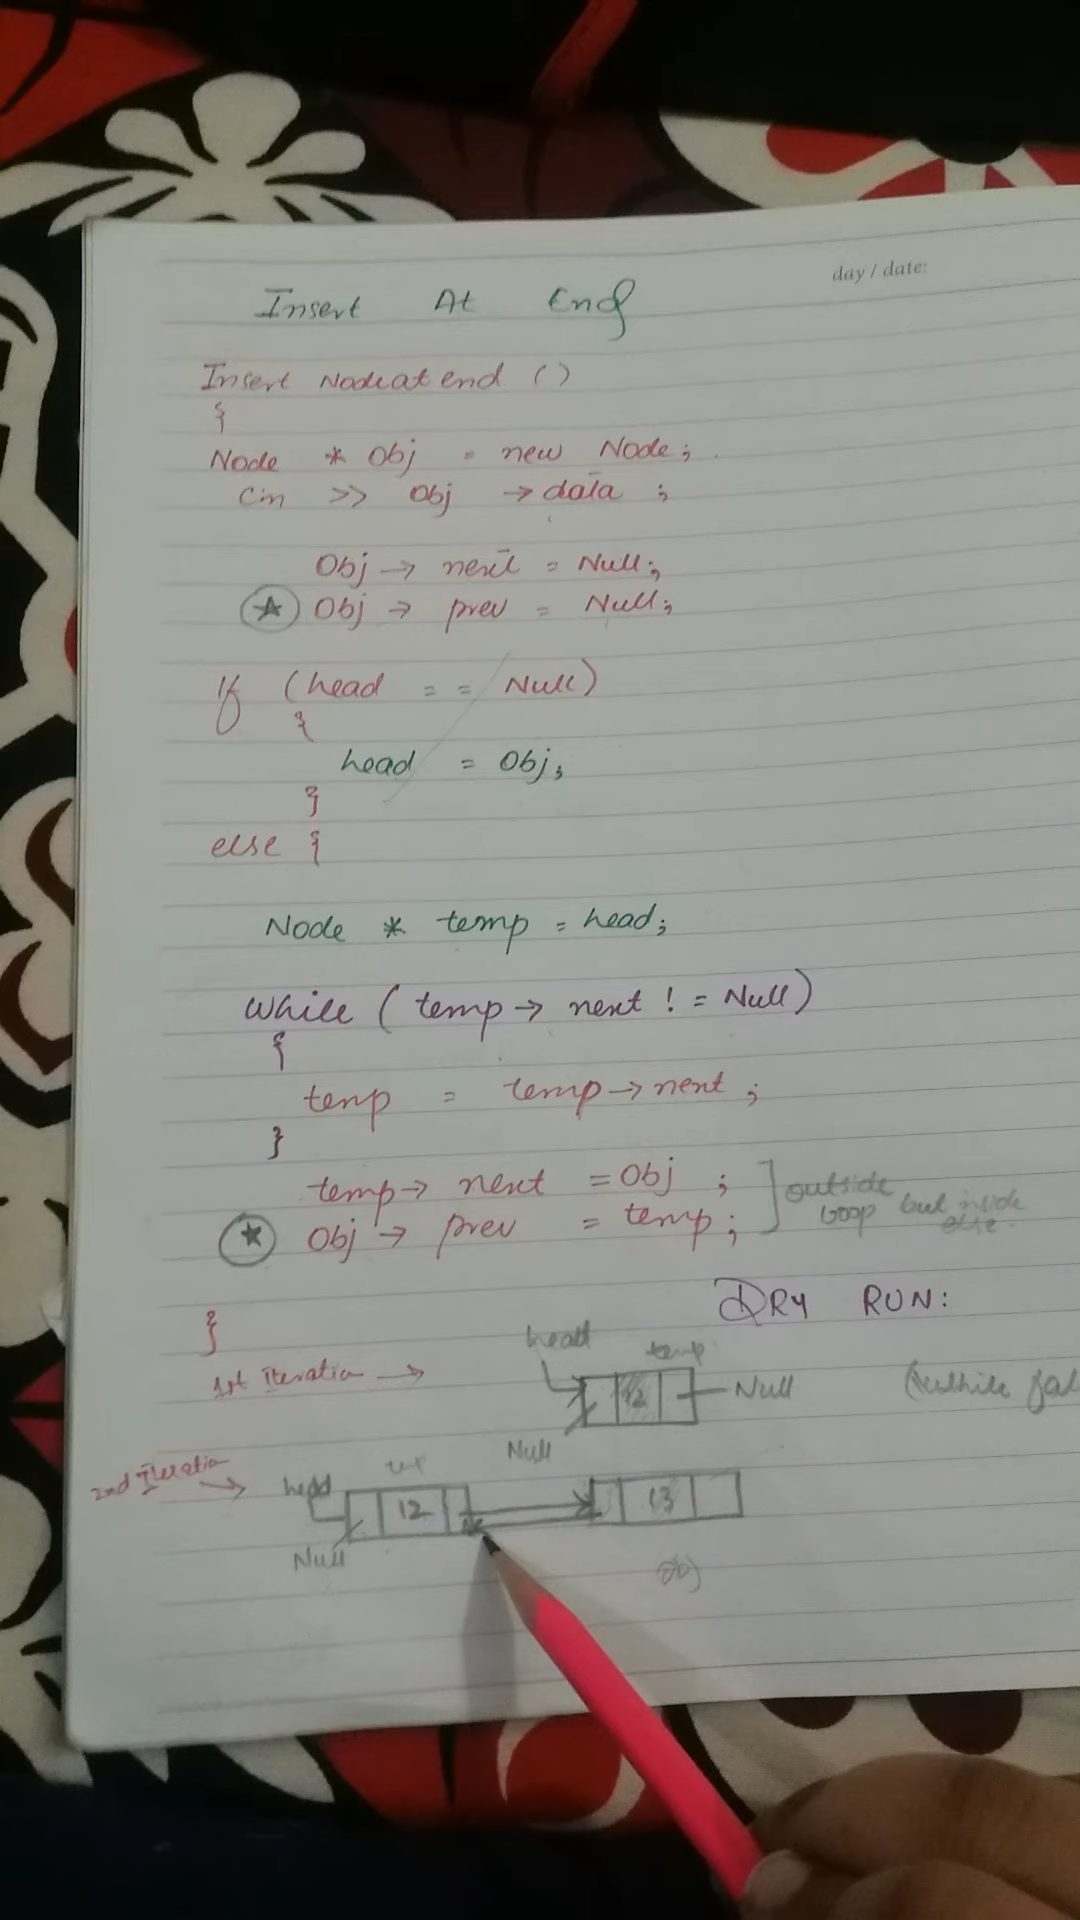 day / date:
Insert At End
Insert Nodeatend ()
{
Node * Obj = new Node;
Cin >> Obj → data ;
Obj → next = Null;
Obj → prev = Null;
If (head == Null)
{
head = Obj;
}
else {
Node * temp = head;
While ( temp → next != Null)
{
temp = temp → next ;
}
temp → next = Obj ;
Obj → prev = temp;
outside
loop but inside
else
DRY RUN:
}
head
temp
1st iteration →
12
Null
(while
Null
2nd Iteration →
head
12
13
Null
obj